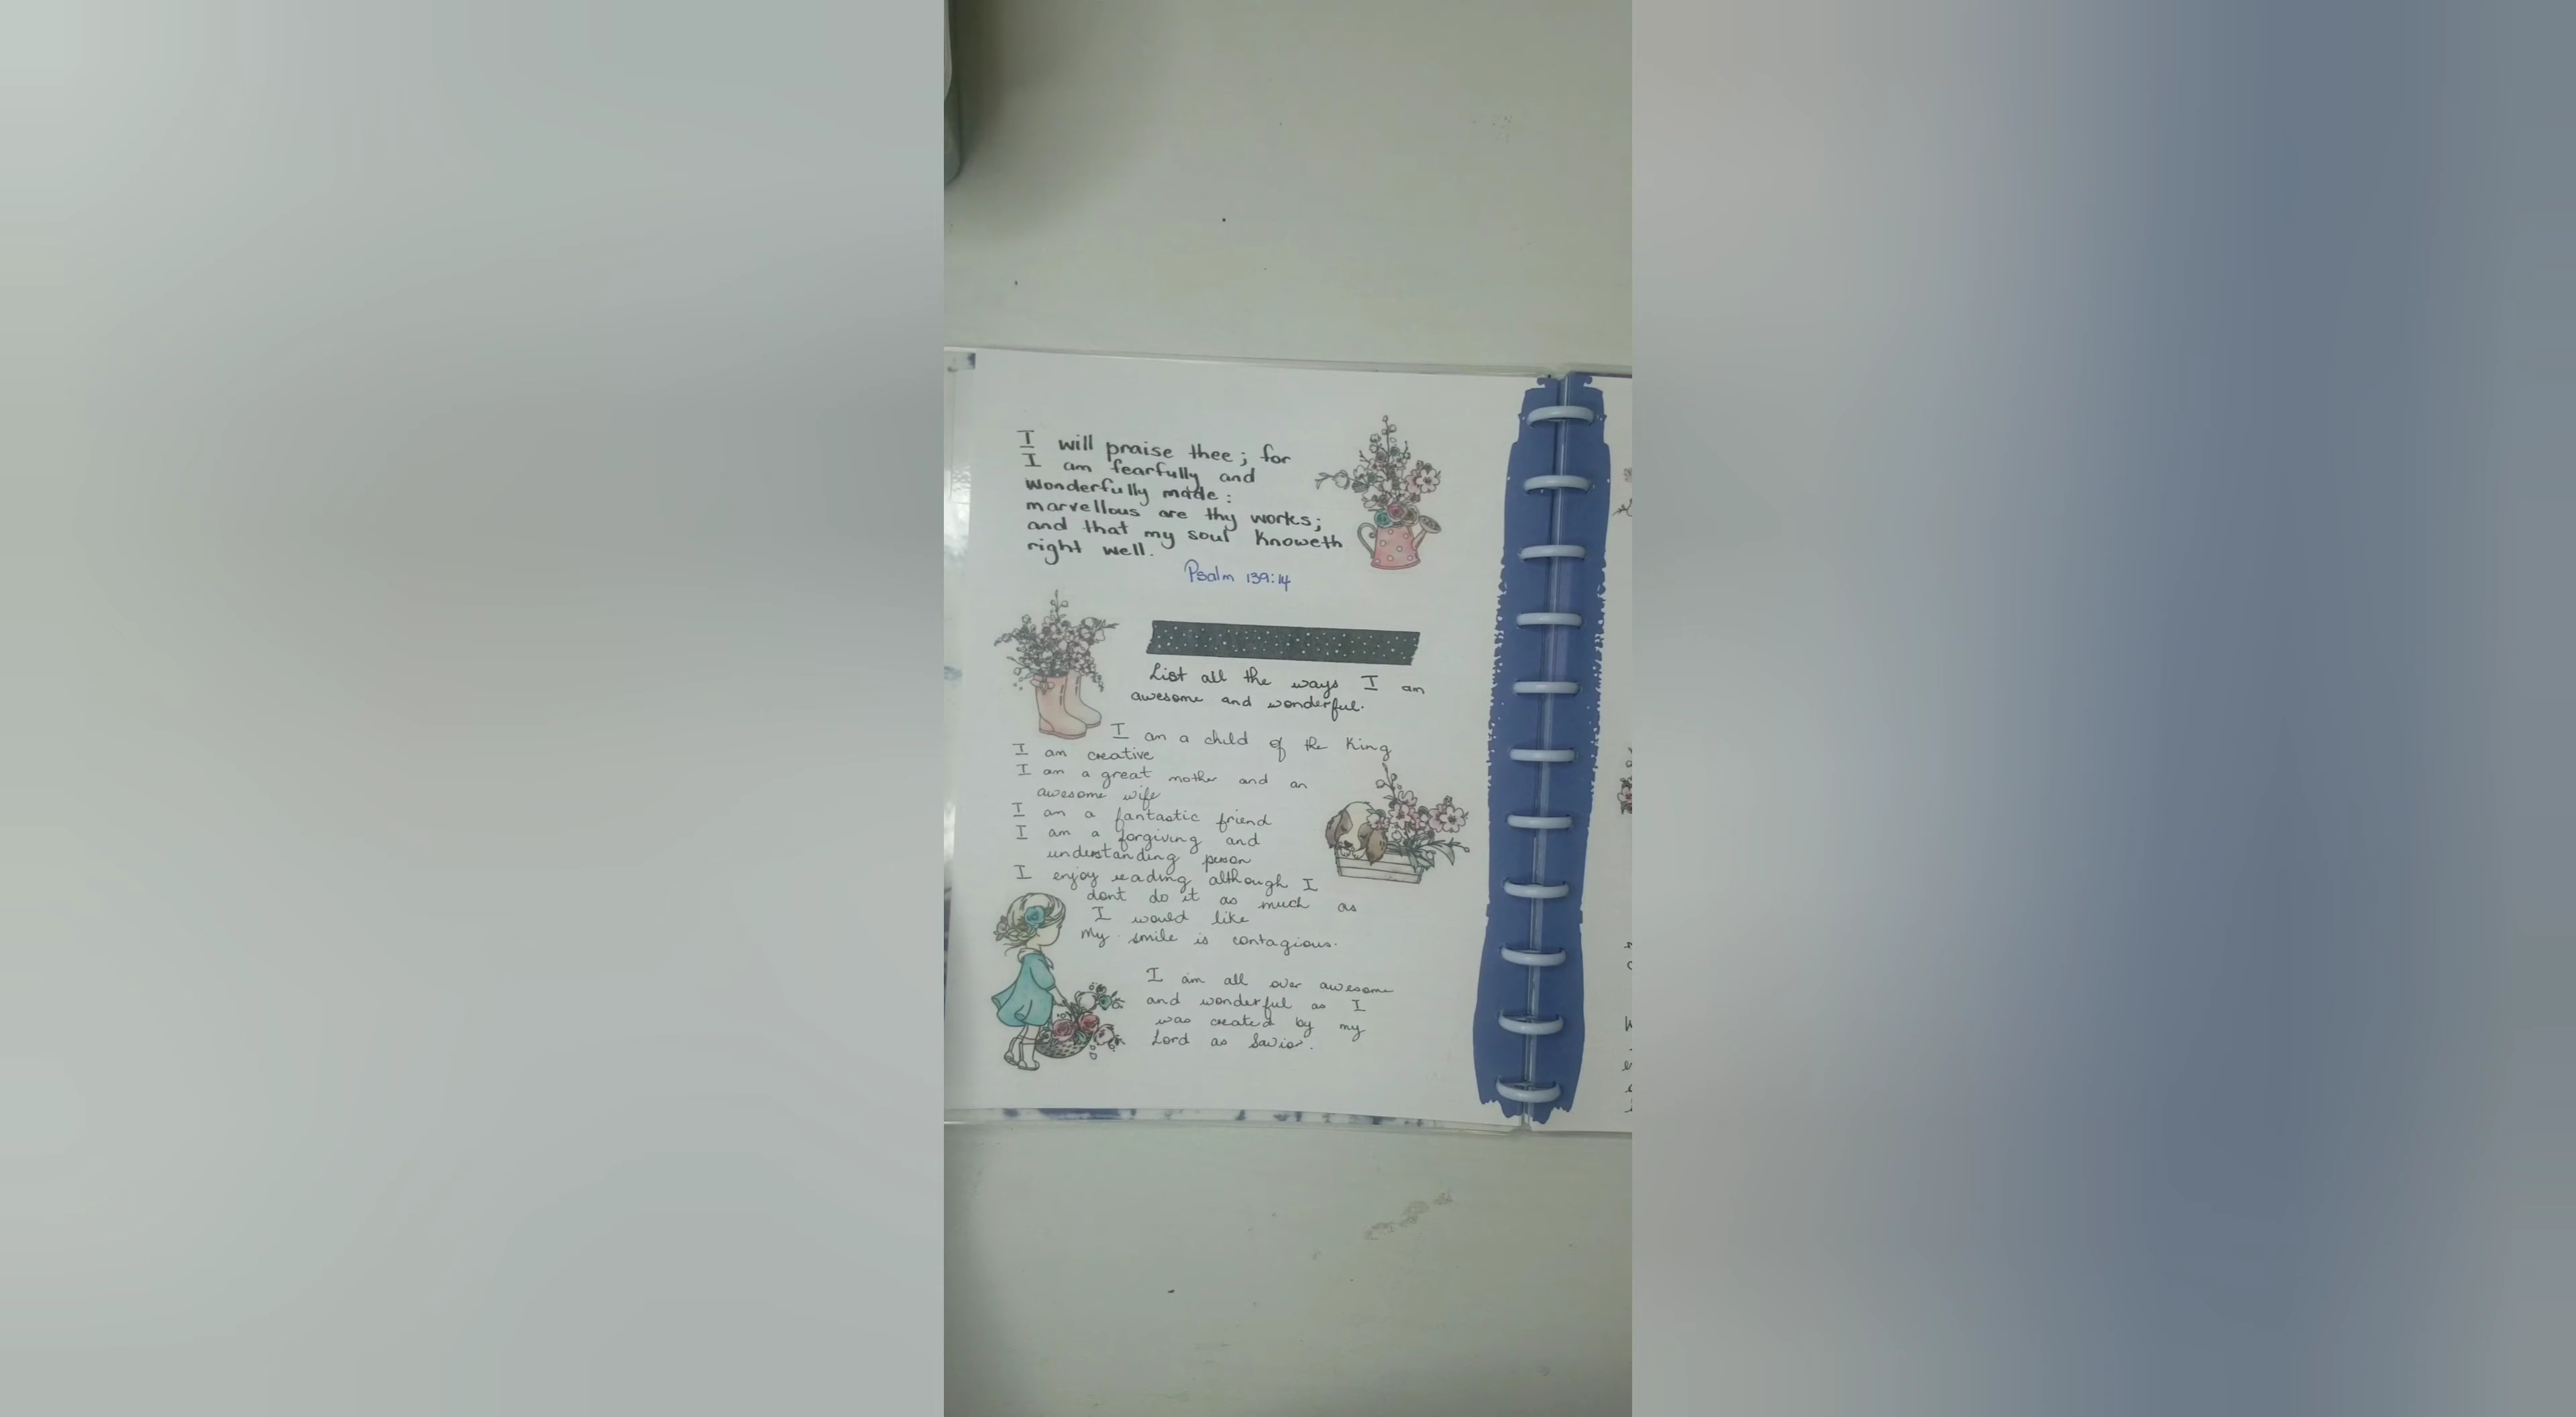 I will praise thee; for
I am fearfully and
wonderfully made:
marvellous are thy works;
and that my soul knoweth
right well.
Psalm 139:14
List all the ways I am
awesome and wonderful.
I am a child of the King
I am creative
I am a great mother and an
awesome wife
I am a fantastic friend
I am a forgiving and
understanding person
I enjoy reading although I
dont do it as much as
I would like
My smile is contagious.
I am all over awesome
and wonderful as I
was created by my
Lord as Savior.